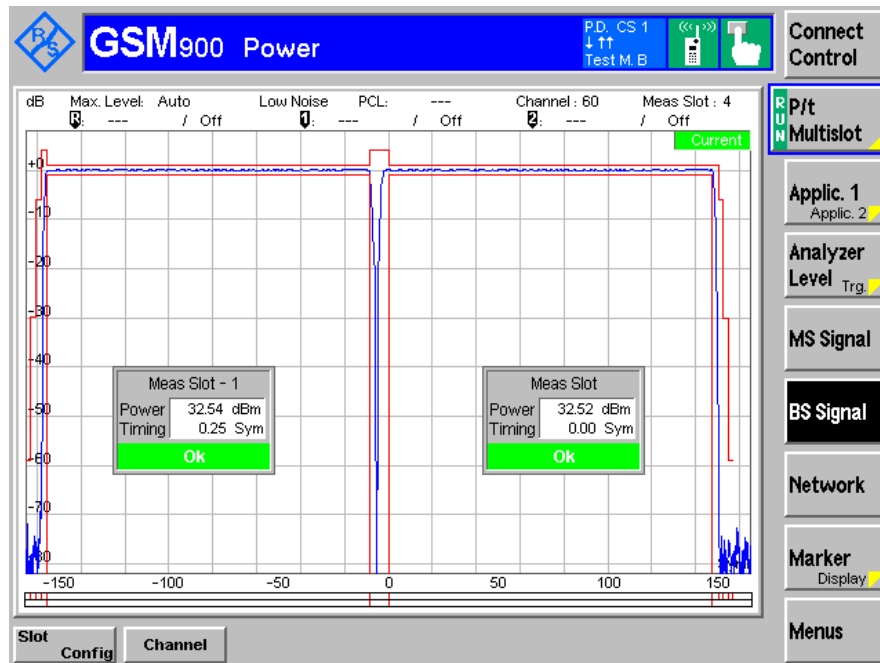 R/S
GSM900 Power
P.D. CS 1
↓ ↑↑
Test M. B
Connect
Control
dB Max. Level: Auto Low Noise PCL: --- Channel : 60 Meas Slot : 4
R: --- / Off 1: --- / Off 2: --- / Off
Current
RUN
P/t
Multislot
Applic. 1
Applic. 2
Analyzer
Level Trg.
MS Signal
BS Signal
Network
Marker
Display
Menus
+0
-10
-20
-30
-40
-50
-60
-70
-80
Meas Slot - 1
Power 32.54 dBm
Timing 0.25 Sym
Ok
Meas Slot
Power 32.52 dBm
Timing 0.00 Sym
Ok
-150 -100 -50 0 50 100 150
Slot
Config
Channel